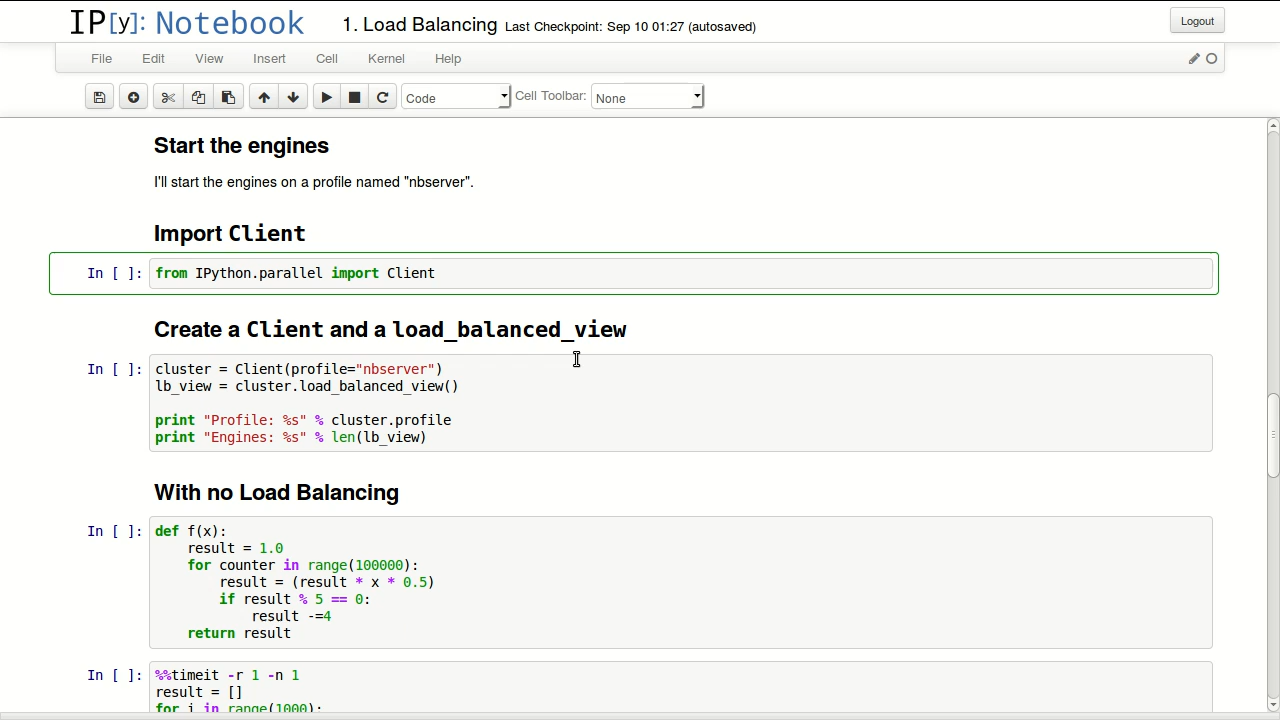 IP[y]: Notebook 1. Load Balancing Last Checkpoint: Sep 10 01:27 (autosaved) Logout
File Edit View Insert Cell Kernel Help
Code Cell Toolbar: None
Start the engines
I'll start the engines on a profile named "nbserver".
Import Client
In [ ]: from IPython.parallel import Client
Create a Client and a load_balanced_view
In [ ]: cluster = Client(profile="nbserver")
lb_view = cluster.load_balanced_view()
print "Profile: %s" % cluster.profile
print "Engines: %s" % len(lb_view)
With no Load Balancing
In [ ]: def f(x):
    result = 1.0
    for counter in range(100000):
        result = (result * x * 0.5)
        if result % 5 == 0:
            result -=4
    return result
In [ ]: %%timeit -r 1 -n 1
result = []
for i in range(1000):